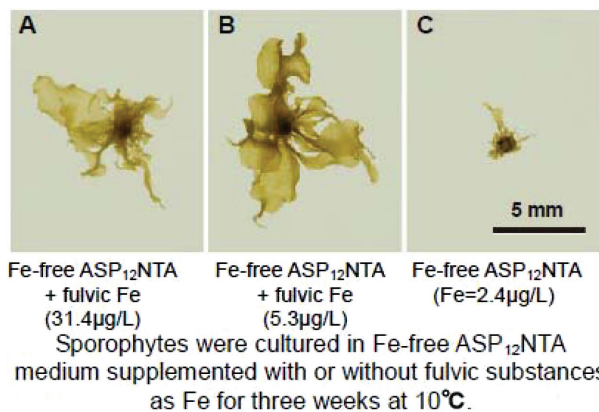 A
B
C
5 mm
Fe-free ASP₁₂NTA
+ fulvic Fe
(31.4µg/L)
Fe-free ASP₁₂NTA
+ fulvic Fe
(5.3µg/L)
Fe-free ASP₁₂NTA
(Fe=2.4µg/L)
Sporophytes were cultured in Fe-free ASP₁₂NTA
medium supplemented with or without fulvic substances
as Fe for three weeks at 10℃.